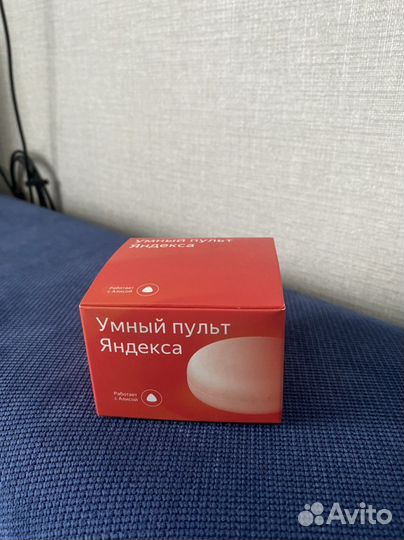 Умный пульт
Яндекса
Работает
с Алисой
Умный пульт
Яндекса
Работает
с Алисой
Avito